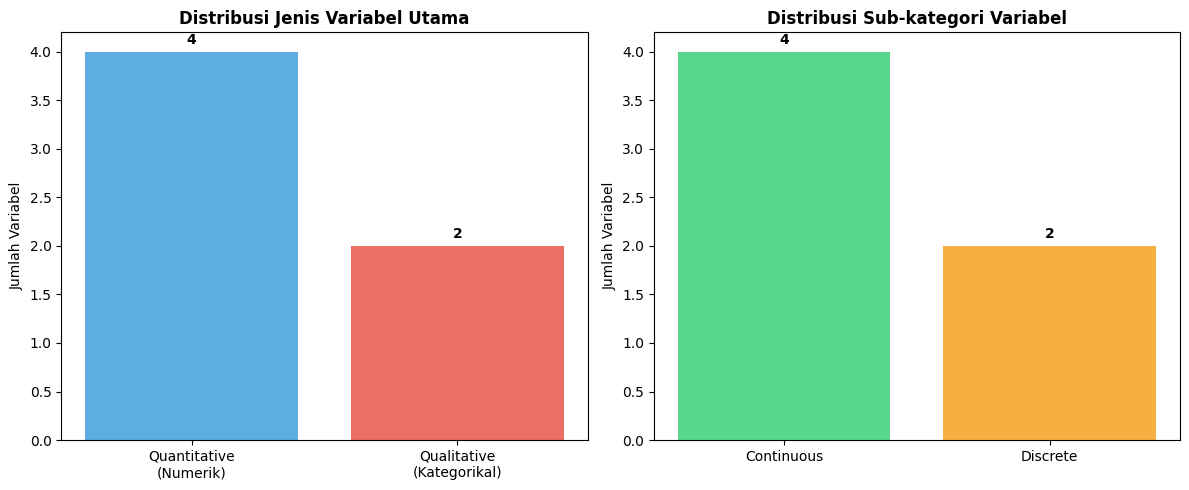 Distribusi Jenis Variabel Utama
4
2
4.0
3.5
3.0
2.5
2.0
1.5
1.0
0.5
0.0
Jumlah Variabel
Quantitative
(Numerik)
Qualitative
(Kategorikal)
Distribusi Sub-kategori Variabel
4
2
4.0
3.5
3.0
2.5
2.0
1.5
1.0
0.5
0.0
Jumlah Variabel
Continuous
Discrete